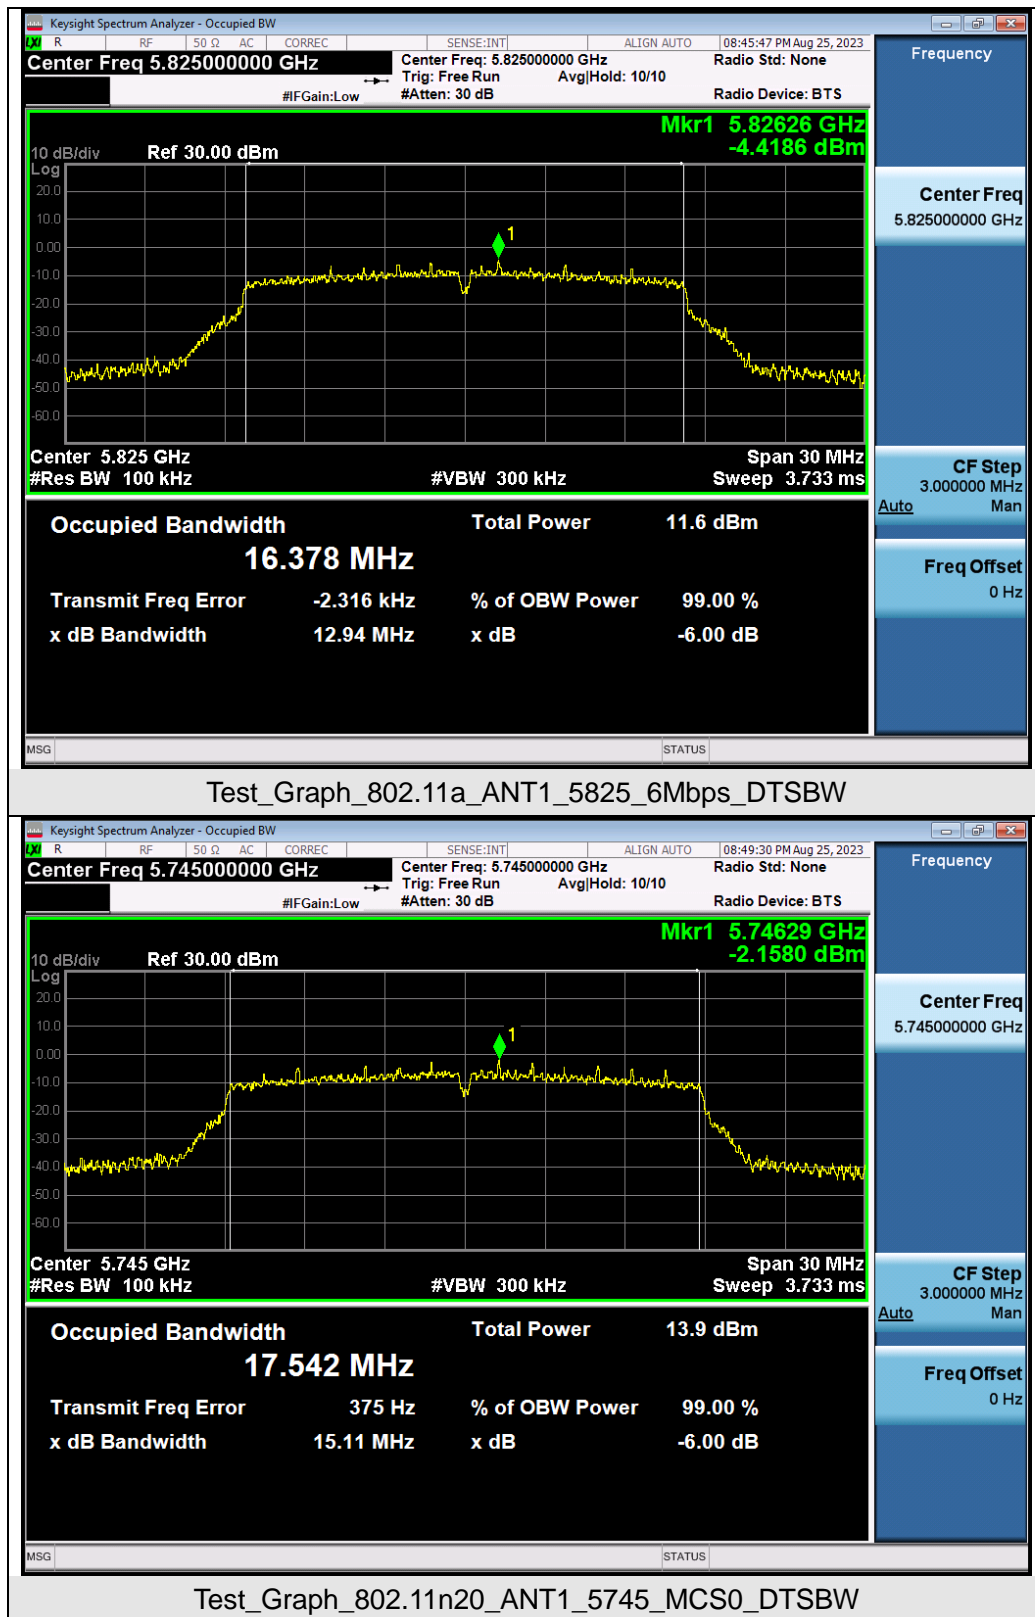 Keysight Spectrum Analyzer - Occupied BW
LXI R RF 50 Ω AC CORREC SENSE:INT ALIGN AUTO 08:45:47 PM Aug 25, 2023
Center Freq 5.825000000 GHz Center Freq: 5.825000000 GHz Radio Std: None
Trig: Free Run Avg|Hold: 10/10
#IFGain:Low #Atten: 30 dB Radio Device: BTS
Mkr1 5.82626 GHz
-4.4186 dBm
10 dB/div Ref 30.00 dBm
Log
20.0
10.0
1
0.00
-10.0
-20.0
-30.0
-40.0
-50.0
-60.0
Center 5.825 GHz Span 30 MHz
#Res BW 100 kHz #VBW 300 kHz Sweep 3.733 ms
Occupied Bandwidth Total Power 11.6 dBm
16.378 MHz
Transmit Freq Error -2.316 kHz % of OBW Power 99.00 %
x dB Bandwidth 12.94 MHz x dB -6.00 dB
MSG STATUS
Frequency
Center Freq
5.825000000 GHz
CF Step
3.000000 MHz
Auto Man
Freq Offset
0 Hz
Test_Graph_802.11a_ANT1_5825_6Mbps_DTSBW
Keysight Spectrum Analyzer - Occupied BW
LXI R RF 50 Ω AC CORREC SENSE:INT ALIGN AUTO 08:49:30 PM Aug 25, 2023
Center Freq 5.745000000 GHz Center Freq: 5.745000000 GHz Radio Std: None
Trig: Free Run Avg|Hold: 10/10
#IFGain:Low #Atten: 30 dB Radio Device: BTS
Mkr1 5.74629 GHz
-2.1580 dBm
10 dB/div Ref 30.00 dBm
Log
20.0
10.0
1
0.00
-10.0
-20.0
-30.0
-40.0
-50.0
-60.0
Center 5.745 GHz Span 30 MHz
#Res BW 100 kHz #VBW 300 kHz Sweep 3.733 ms
Occupied Bandwidth Total Power 13.9 dBm
17.542 MHz
Transmit Freq Error 375 Hz % of OBW Power 99.00 %
x dB Bandwidth 15.11 MHz x dB -6.00 dB
MSG STATUS
Frequency
Center Freq
5.745000000 GHz
CF Step
3.000000 MHz
Auto Man
Freq Offset
0 Hz
Test_Graph_802.11n20_ANT1_5745_MCS0_DTSBW